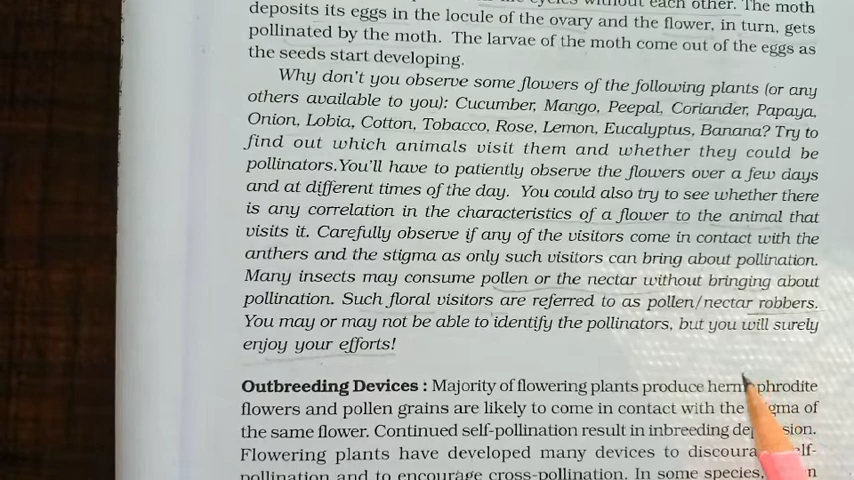 cycles without each other. The moth
deposits its eggs in the locule of the ovary and the flower, in turn, gets
pollinated by the moth. The larvae of the moth come out of the eggs as
the seeds start developing.
Why don't you observe some flowers of the following plants (or any
others available to you): Cucumber, Mango, Peepal, Coriander, Papaya,
Onion, Lobia, Cotton, Tobacco, Rose, Lemon, Eucalyptus, Banana? Try to
find out which animals visit them and whether they could be
pollinators.You'll have to patiently observe the flowers over a few days
and at different times of the day. You could also try to see whether there
is any correlation in the characteristics of a flower to the animal that
visits it. Carefully observe if any of the visitors come in contact with the
anthers and the stigma as only such visitors can bring about pollination.
Many insects may consume pollen or the nectar without bringing about
pollination. Such floral visitors are referred to as pollen/nectar robbers.
You may or may not be able to identify the pollinators, but you will surely
enjoy your efforts!
Outbreeding Devices : Majority of flowering plants produce
flowers and pollen grains are likely to come in contact with the of
the same flower. Continued self-pollination result in inbreeding
Flowering plants have developed many devices to
pollination and to encourage cross-pollination. In some species,